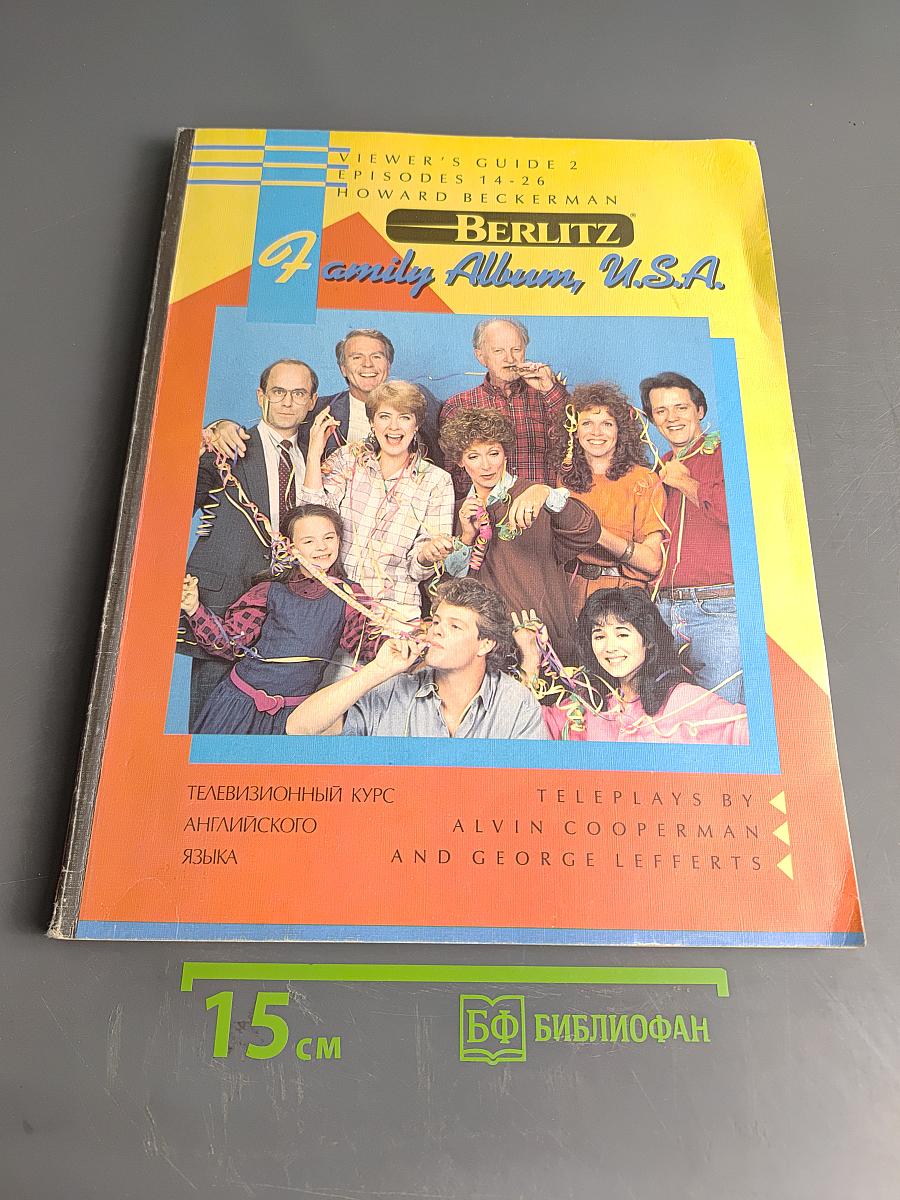 VIEWER'S GUIDE 2
EPISODES 14-26
HOWARD BECKERMAN
BERLITZ®
Family Album, U.S.A.
ТЕЛЕВИЗИОННЫЙ КУРС
АНГЛИЙСКОГО
ЯЗЫКА
TELEPLAYS BY
ALVIN COOPERMAN
AND GEORGE LEFFERTS
15 см
БФ БИБЛИОФАН